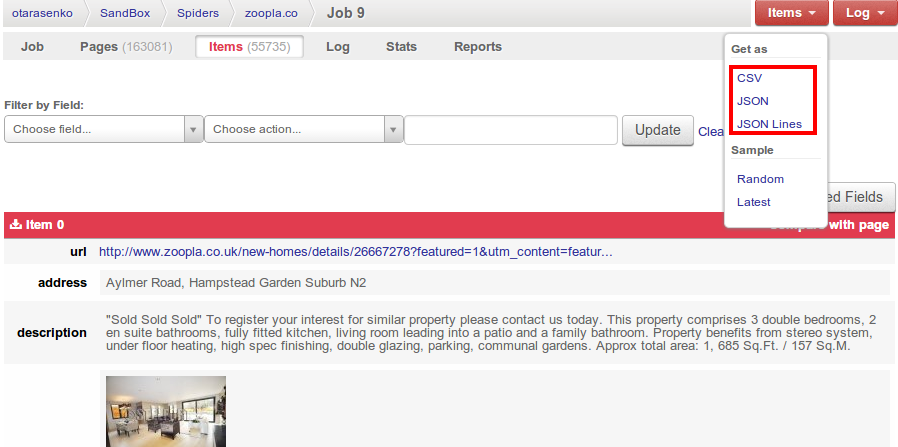 otarasenko SandBox Spiders zoopla.co Job 9 Items Log
Job Pages (163081) Items (55735) Log Stats Reports
Get as
CSV
JSON
JSON Lines
Sample
Random
Latest
Filter by Field:
Choose field... Choose action... Update
ed Fields
Item 0 with page
url http://www.zoopla.co.uk/new-homes/details/26667278?featured=1&utm_content=featur...
address Aylmer Road, Hampstead Garden Suburb N2
description "Sold Sold Sold" To register your interest for similar property please contact us today. This property comprises 3 double bedrooms, 2
en suite bathrooms, fully fitted kitchen, living room leading into a patio and a family bathroom. Property benefits from stereo system,
under floor heating, high spec finishing, double glazing, parking, communal gardens. Approx total area: 1, 685 Sq.Ft. / 157 Sq.M.